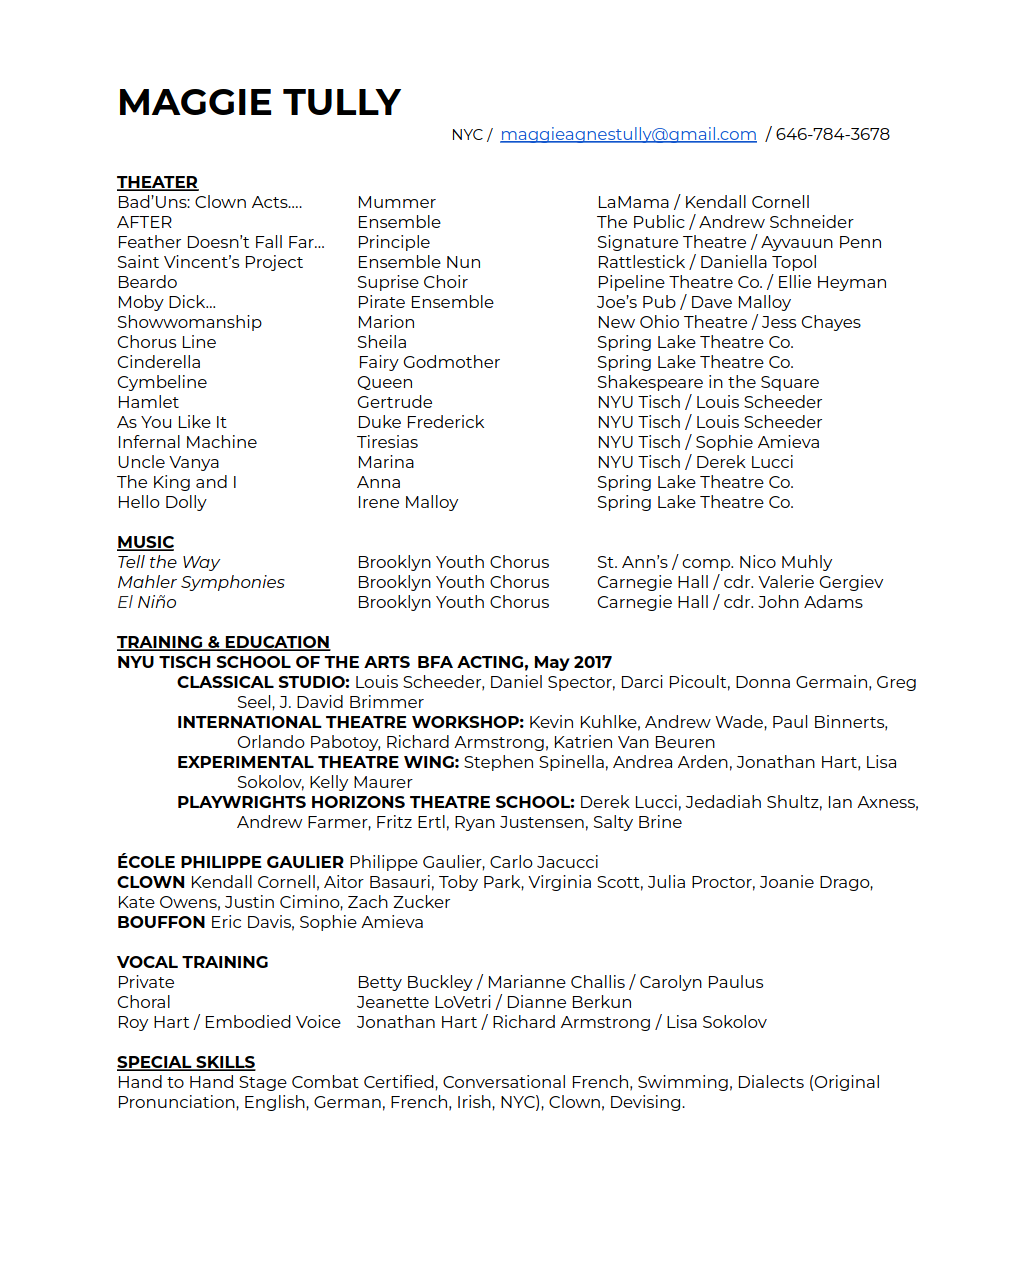 MAGGIE TULLY
NYC / maggieagnestully@gmail.com / 646-784-3678
THEATER
Bad'Uns: Clown Acts.... Mummer LaMama / Kendall Cornell
AFTER Ensemble The Public / Andrew Schneider
Feather Doesn't Fall Far... Principle Signature Theatre / Ayvauun Penn
Saint Vincent's Project Ensemble Nun Rattlestick / Daniella Topol
Beardo Suprise Choir Pipeline Theatre Co. / Ellie Heyman
Moby Dick... Pirate Ensemble Joe's Pub / Dave Malloy
Showwomanship Marion New Ohio Theatre / Jess Chayes
Chorus Line Sheila Spring Lake Theatre Co.
Cinderella Fairy Godmother Spring Lake Theatre Co.
Cymbeline Queen Shakespeare in the Square
Hamlet Gertrude NYU Tisch / Louis Scheeder
As You Like It Duke Frederick NYU Tisch / Louis Scheeder
Infernal Machine Tiresias NYU Tisch / Sophie Amieva
Uncle Vanya Marina NYU Tisch / Derek Lucci
The King and I Anna Spring Lake Theatre Co.
Hello Dolly Irene Malloy Spring Lake Theatre Co.
MUSIC
Tell the Way Brooklyn Youth Chorus St. Ann's / comp. Nico Muhly
Mahler Symphonies Brooklyn Youth Chorus Carnegie Hall / cdr. Valerie Gergiev
El Niño Brooklyn Youth Chorus Carnegie Hall / cdr. John Adams
TRAINING & EDUCATION
NYU TISCH SCHOOL OF THE ARTS BFA ACTING, May 2017
CLASSICAL STUDIO: Louis Scheeder, Daniel Spector, Darci Picoult, Donna Germain, Greg
Seel, J. David Brimmer
INTERNATIONAL THEATRE WORKSHOP: Kevin Kuhlke, Andrew Wade, Paul Binnerts,
Orlando Pabotoy, Richard Armstrong, Katrien Van Beuren
EXPERIMENTAL THEATRE WING: Stephen Spinella, Andrea Arden, Jonathan Hart, Lisa
Sokolov, Kelly Maurer
PLAYWRIGHTS HORIZONS THEATRE SCHOOL: Derek Lucci, Jedadiah Shultz, Ian Axness,
Andrew Farmer, Fritz Ertl, Ryan Justensen, Salty Brine
ÉCOLE PHILIPPE GAULIER Philippe Gaulier, Carlo Jacucci
CLOWN Kendall Cornell, Aitor Basauri, Toby Park, Virginia Scott, Julia Proctor, Joanie Drago,
Kate Owens, Justin Cimino, Zach Zucker
BOUFFON Eric Davis, Sophie Amieva
VOCAL TRAINING
Private Betty Buckley / Marianne Challis / Carolyn Paulus
Choral Jeanette LoVetri / Dianne Berkun
Roy Hart / Embodied Voice Jonathan Hart / Richard Armstrong / Lisa Sokolov
SPECIAL SKILLS
Hand to Hand Stage Combat Certified, Conversational French, Swimming, Dialects (Original
Pronunciation, English, German, French, Irish, NYC), Clown, Devising.